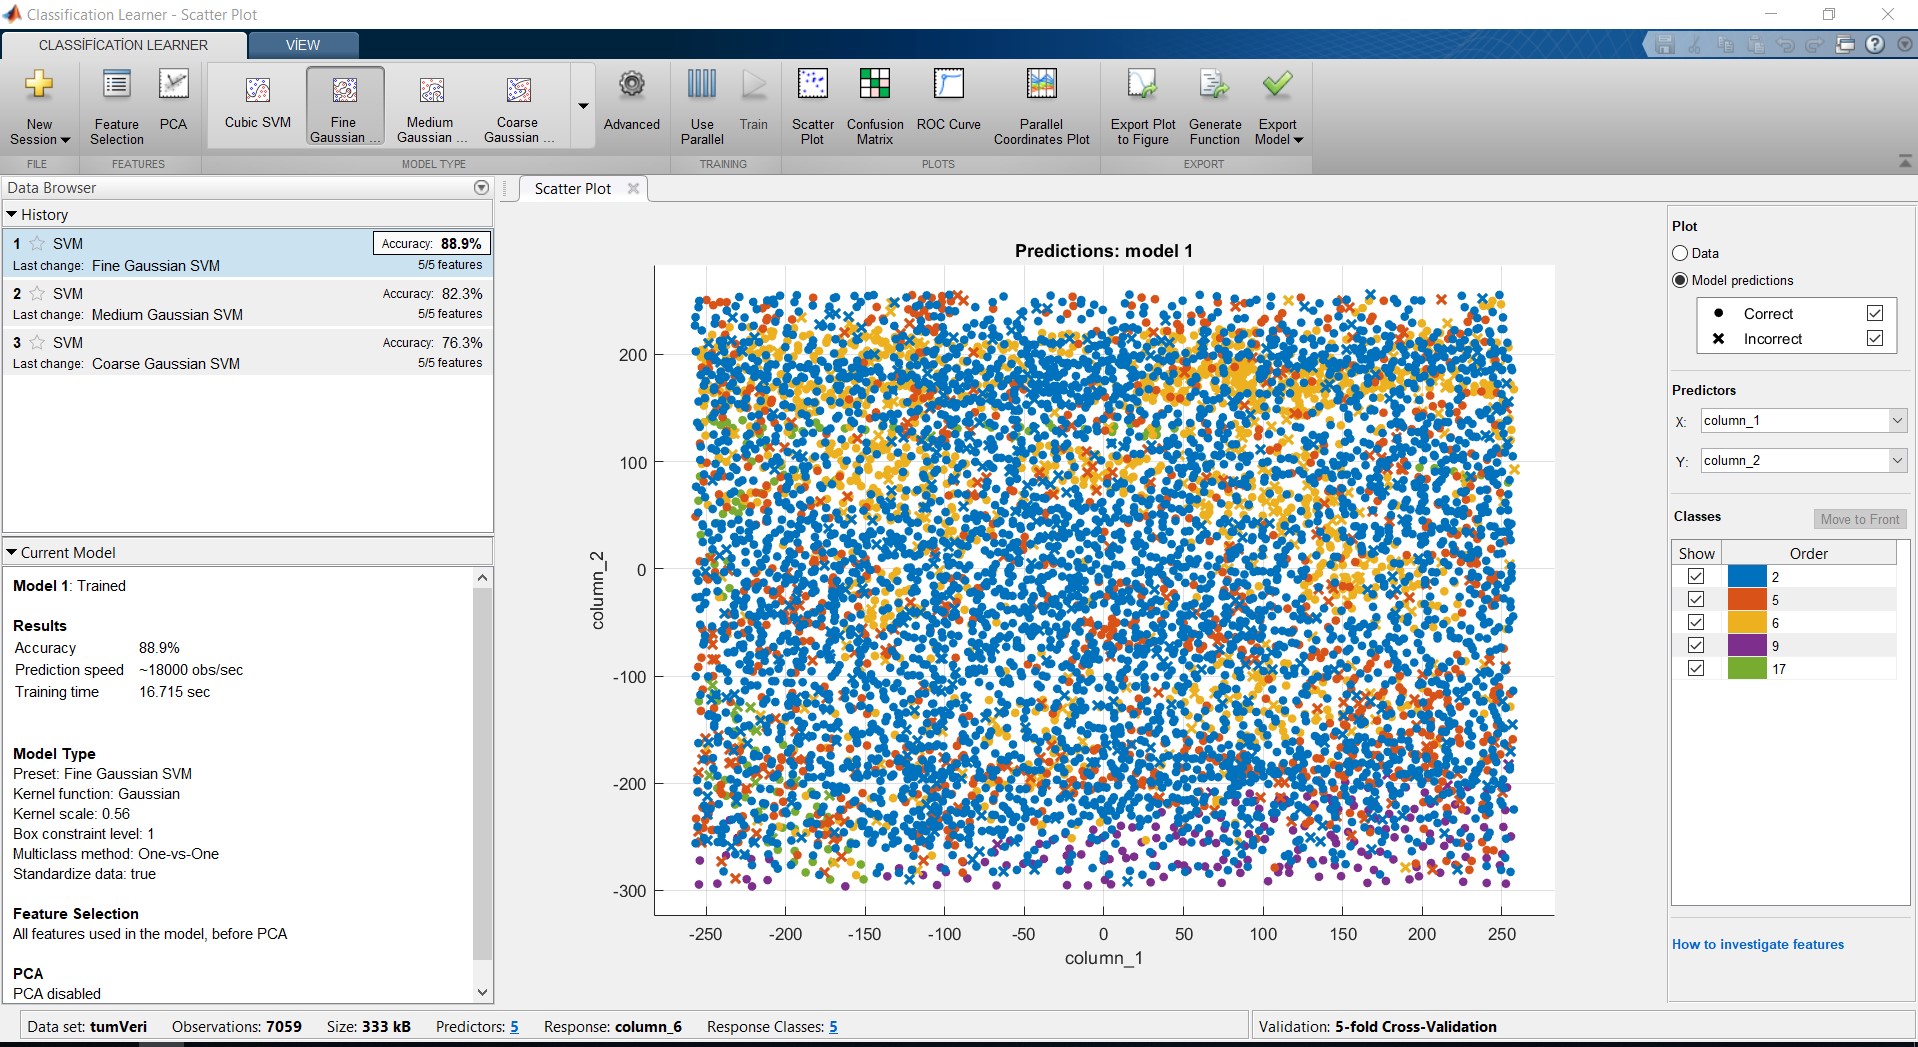 Classification Learner - Scatter Plot
CLASSİFİCATİON LEARNER
VİEW
New Session
Feature Selection
PCA
Cubic SVM
Fine Gaussian ...
Medium Gaussian ...
Coarse Gaussian ...
Advanced
Use Parallel
Train
Scatter Plot
Confusion Matrix
ROC Curve
Parallel Coordinates Plot
Export Plot to Figure
Generate Function
Export Model
FILE
FEATURES
MODEL TYPE
TRAINING
PLOTS
EXPORT
Data Browser
History
1 SVM Accuracy: 88.9%
Last change: Fine Gaussian SVM 5/5 features
2 SVM Accuracy: 82.3%
Last change: Medium Gaussian SVM 5/5 features
3 SVM Accuracy: 76.3%
Last change: Coarse Gaussian SVM 5/5 features
Current Model
Model 1: Trained
Results
Accuracy 88.9%
Prediction speed ~18000 obs/sec
Training time 16.715 sec
Model Type
Preset: Fine Gaussian SVM
Kernel function: Gaussian
Kernel scale: 0.56
Box constraint level: 1
Multiclass method: One-vs-One
Standardize data: true
Feature Selection
All features used in the model, before PCA
PCA
PCA disabled
Scatter Plot
Predictions: model 1
200
100
0
-100
-200
-300
column_2
-250 -200 -150 -100 -50 0 50 100 150 200 250
column_1
Plot
Data
Model predictions
Correct
Incorrect
Predictors
X: column_1
Y: column_2
Classes
Move to Front
Show Order
2
5
6
9
17
How to investigate features
Data set: tumVeri Observations: 7059 Size: 333 kB Predictors: 5 Response: column_6 Response Classes: 5
Validation: 5-fold Cross-Validation